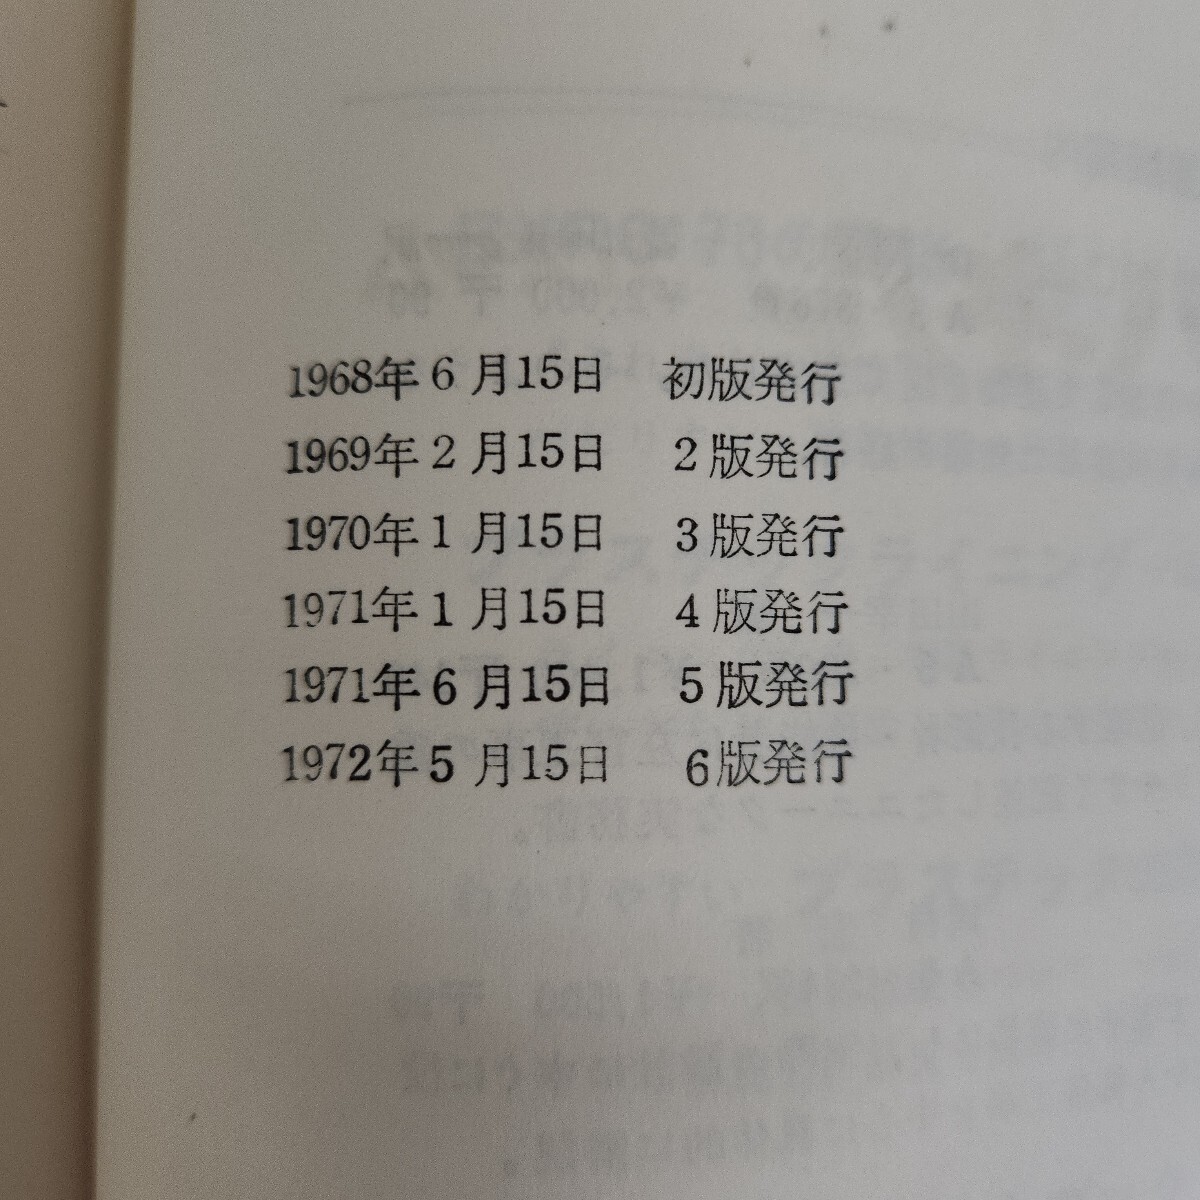 1968年6月15日 初版発行
1969年2月15日 2版発行
1970年1月15日 3版発行
1971年1月15日 4版発行
1971年6月15日 5版発行
1972年5月15日 6版発行